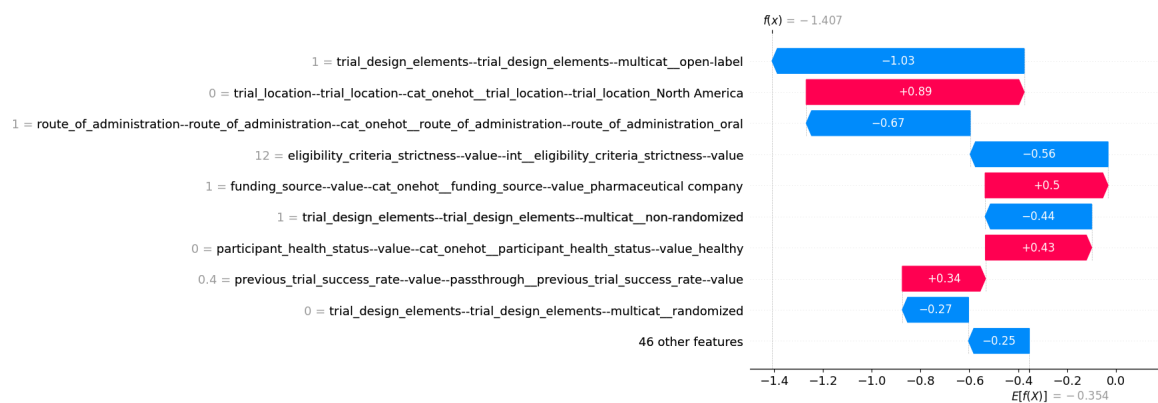 f(x) = −1.407
1 = trial_design_elements--trial_design_elements--multicat__open-label
−1.03
0 = trial_location--trial_location--cat_onehot__trial_location--trial_location_North America
+0.89
1 = route_of_administration--route_of_administration--cat_onehot__route_of_administration--route_of_administration_oral
−0.67
12 = eligibility_criteria_strictness--value--int__eligibility_criteria_strictness--value
−0.56
1 = funding_source--value--cat_onehot__funding_source--value_pharmaceutical company
+0.5
1 = trial_design_elements--trial_design_elements--multicat__non-randomized
−0.44
0 = participant_health_status--value--cat_onehot__participant_health_status--value_healthy
+0.43
0.4 = previous_trial_success_rate--value--passthrough__previous_trial_success_rate--value
+0.34
0 = trial_design_elements--trial_design_elements--multicat__randomized
−0.27
46 other features
−0.25
−1.4 −1.2 −1.0 −0.8 −0.6 −0.4 −0.2 0.0
E[f(X)] = −0.354